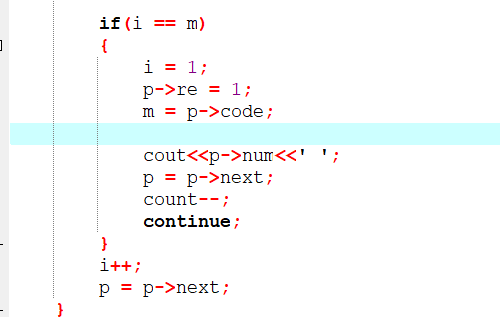 if(i == m)
{
i = 1;
p->re = 1;
m = p->code;
cout<<p->num<<' ';
p = p->next;
count--;
continue;
}
i++;
p = p->next;
}